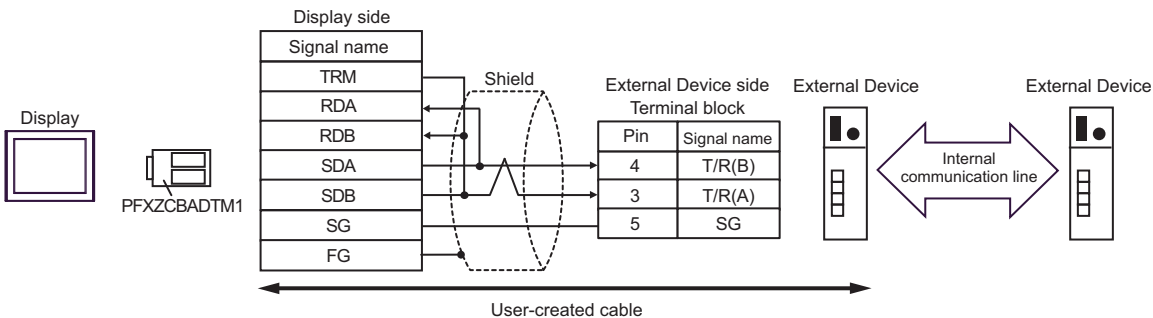 Display side
Signal name
TRM
RDA
RDB
SDA
SDB
SG
FG
Shield
External Device side
Terminal block
Pin Signal name
4 T/R(B)
3 T/R(A)
5 SG
External Device
External Device
Display
PFXZCBADTM1
Internal
communication line
User-created cable